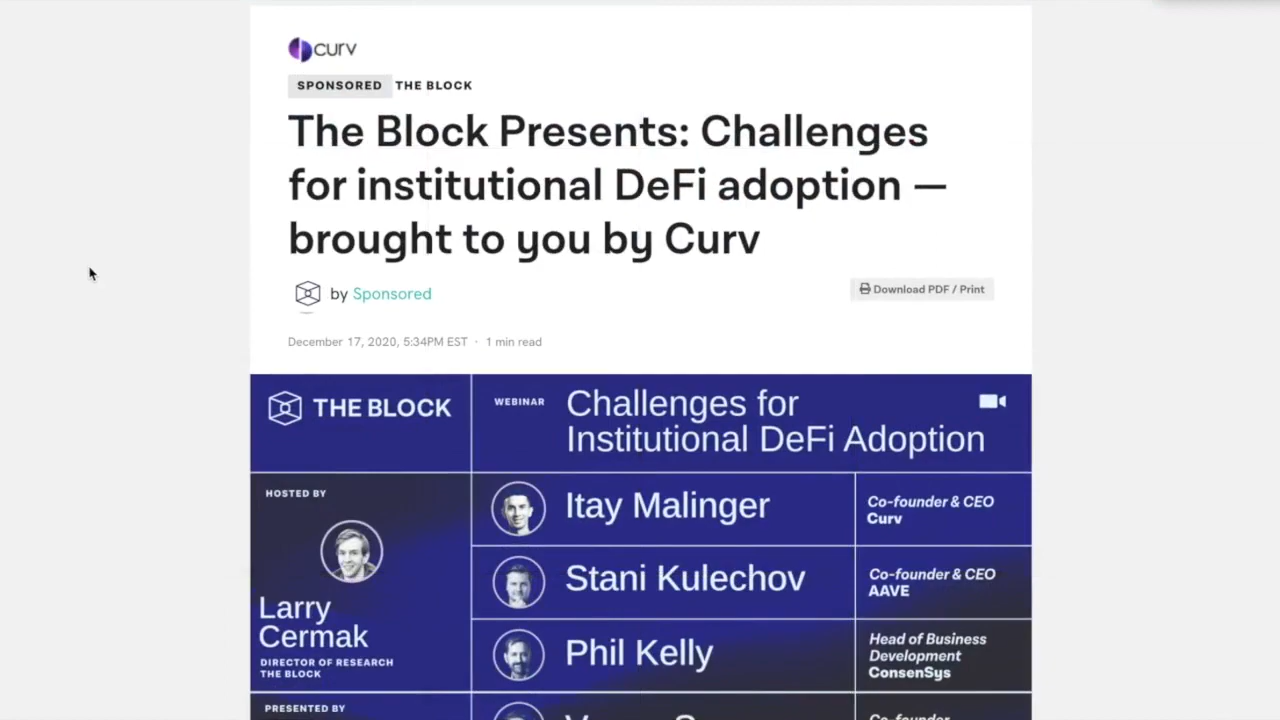 curv
SPONSORED THE BLOCK
The Block Presents: Challenges
for institutional DeFi adoption —
brought to you by Curv
by Sponsored
Download PDF / Print
December 17, 2020, 5:34PM EST · 1 min read
THE BLOCK
WEBINAR
Challenges for
Institutional DeFi Adoption
HOSTED BY
Larry
Cermak
DIRECTOR OF RESEARCH
THE BLOCK
Itay Malinger
Co-founder & CEO
Curv
Stani Kulechov
Co-founder & CEO
AAVE
Phil Kelly
Head of Business
Development
ConsenSys
PRESENTED BY